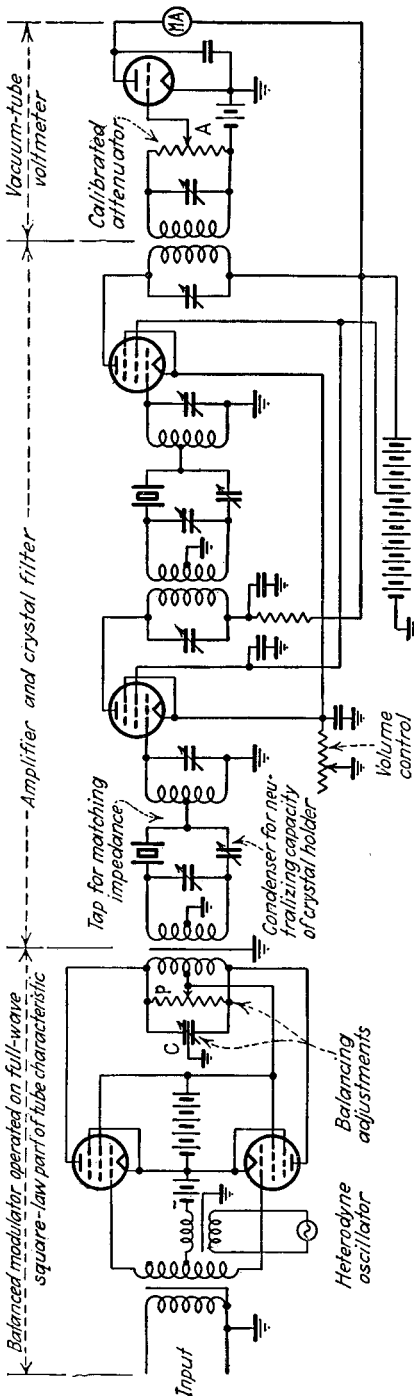 Balanced modulator operated on full-wave
square-law part of tube characteristic
Amplifier and crystal filter
Vacuum-tube
voltmeter
Input
Heterodyne
oscillator
C
P
Balancing
adjustments
Tap for matching
impedance
Condenser for neu-
tralizing capacity
of crystal holder
Volume
control
Calibrated
attenuator
A
MA